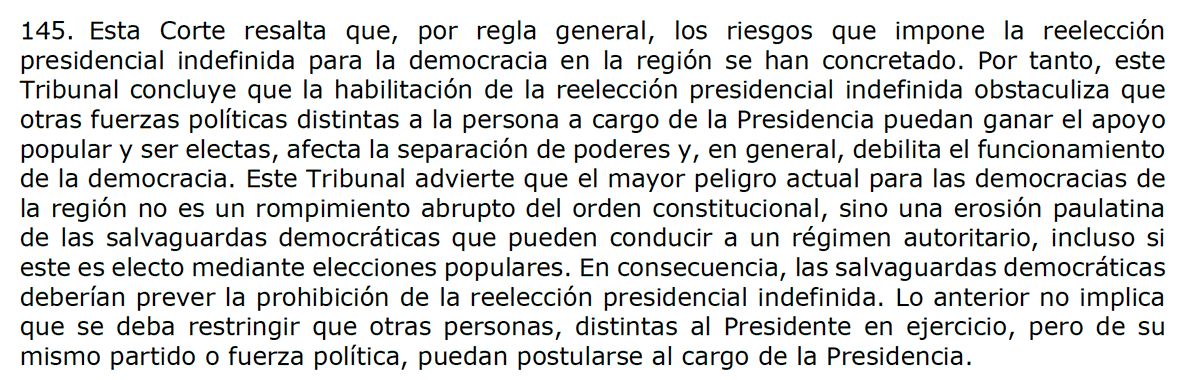 145. Esta Corte resalta que, por regla general, los riesgos que impone la reelección
presidencial indefinida para la democracia en la región se han concretado. Por tanto, este
Tribunal concluye que la habilitación de la reelección presidencial indefinida obstaculiza que
otras fuerzas políticas distintas a la persona a cargo de la Presidencia puedan ganar el apoyo
popular y ser electas, afecta la separación de poderes y, en general, debilita el funcionamiento
de la democracia. Este Tribunal advierte que el mayor peligro actual para las democracias de
la región no es un rompimiento abrupto del orden constitucional, sino una erosión paulatina
de las salvaguardas democráticas que pueden conducir a un régimen autoritario, incluso si
este es electo mediante elecciones populares. En consecuencia, las salvaguardas democráticas
deberían prever la prohibición de la reelección presidencial indefinida. Lo anterior no implica
que se deba restringir que otras personas, distintas al Presidente en ejercicio, pero de su
mismo partido o fuerza política, puedan postularse al cargo de la Presidencia.